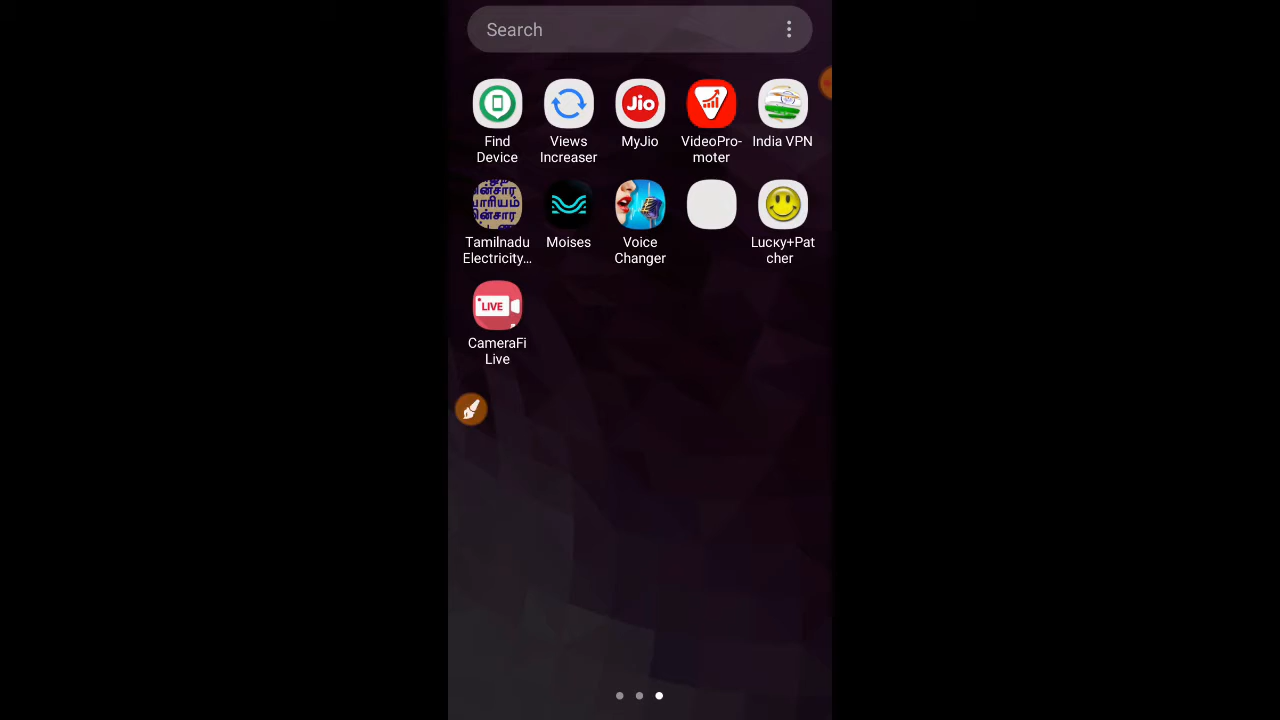 Search
Find
Device
Views
Increaser
Jio
MyJio
VideoPro-
moter
India VPN
மின்சார
வாரியம்
மின்சார
Tamilnadu
Electricity...
Moises
Voice
Changer
Lucky+Pat
cher
LIVE
CameraFi
Live